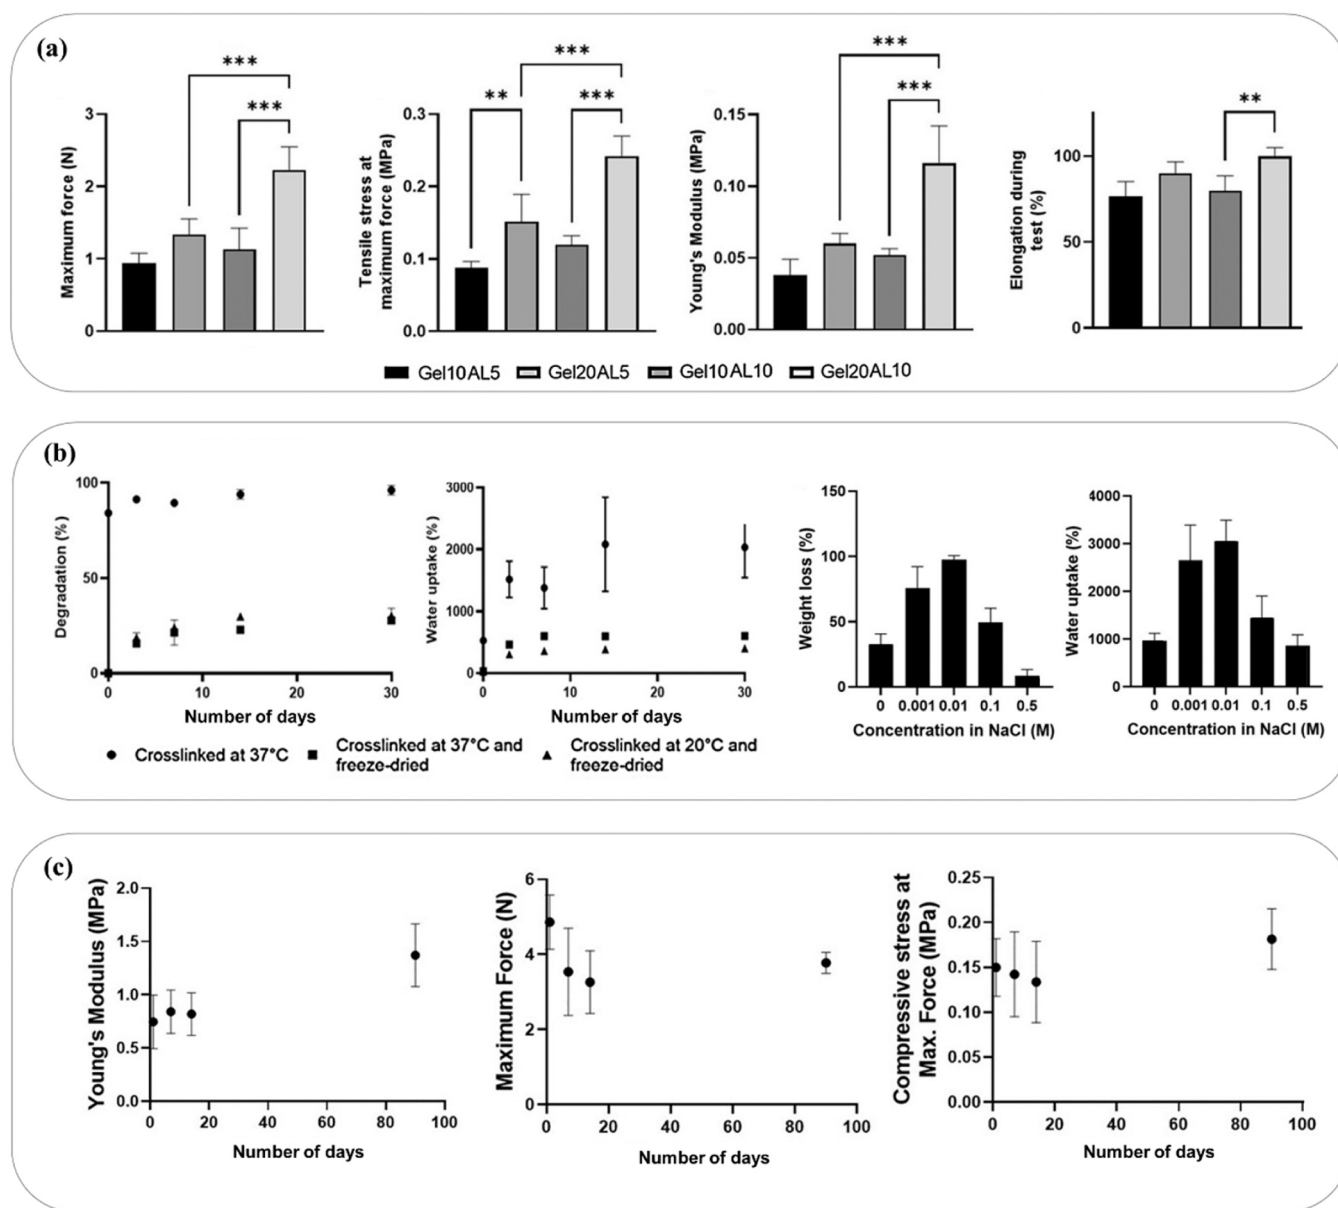 (a)
***
***
Maximum force (N)
3
2
1
0
***
**
***
Tensile stress at
maximum force (MPa)
0.3
0.2
0.1
0.0
***
***
Young's Modulus (MPa)
0.15
0.10
0.05
0.00
**
Elongation during
test (%)
100
50
0
Gel10AL5 Gel20AL5 Gel10AL10 Gel20AL10
(b)
Degradation (%)
100
50
0
0 10 20 30
Number of days
Water uptake (%)
3000
2000
1000
0
0 10 20 30
Number of days
Crosslinked at 37°C
Crosslinked at 37°C and
freeze-dried
Crosslinked at 20°C and
freeze-dried
Weight loss (%)
150
100
50
0
0 0.001 0.01 0.1 0.5
Concentration in NaCl (M)
Water uptake (%)
4000
3000
2000
1000
0
0 0.001 0.01 0.1 0.5
Concentration in NaCl (M)
(c)
Young's Modulus (MPa)
2.0
1.5
1.0
0.5
0.0
0 20 40 60 80 100
Number of days
Maximum Force (N)
6
4
2
0
0 20 40 60 80 100
Number of days
Compressive stress at
Max. Force (MPa)
0.25
0.20
0.15
0.10
0.05
0.00
0 20 40 60 80 100
Number of days